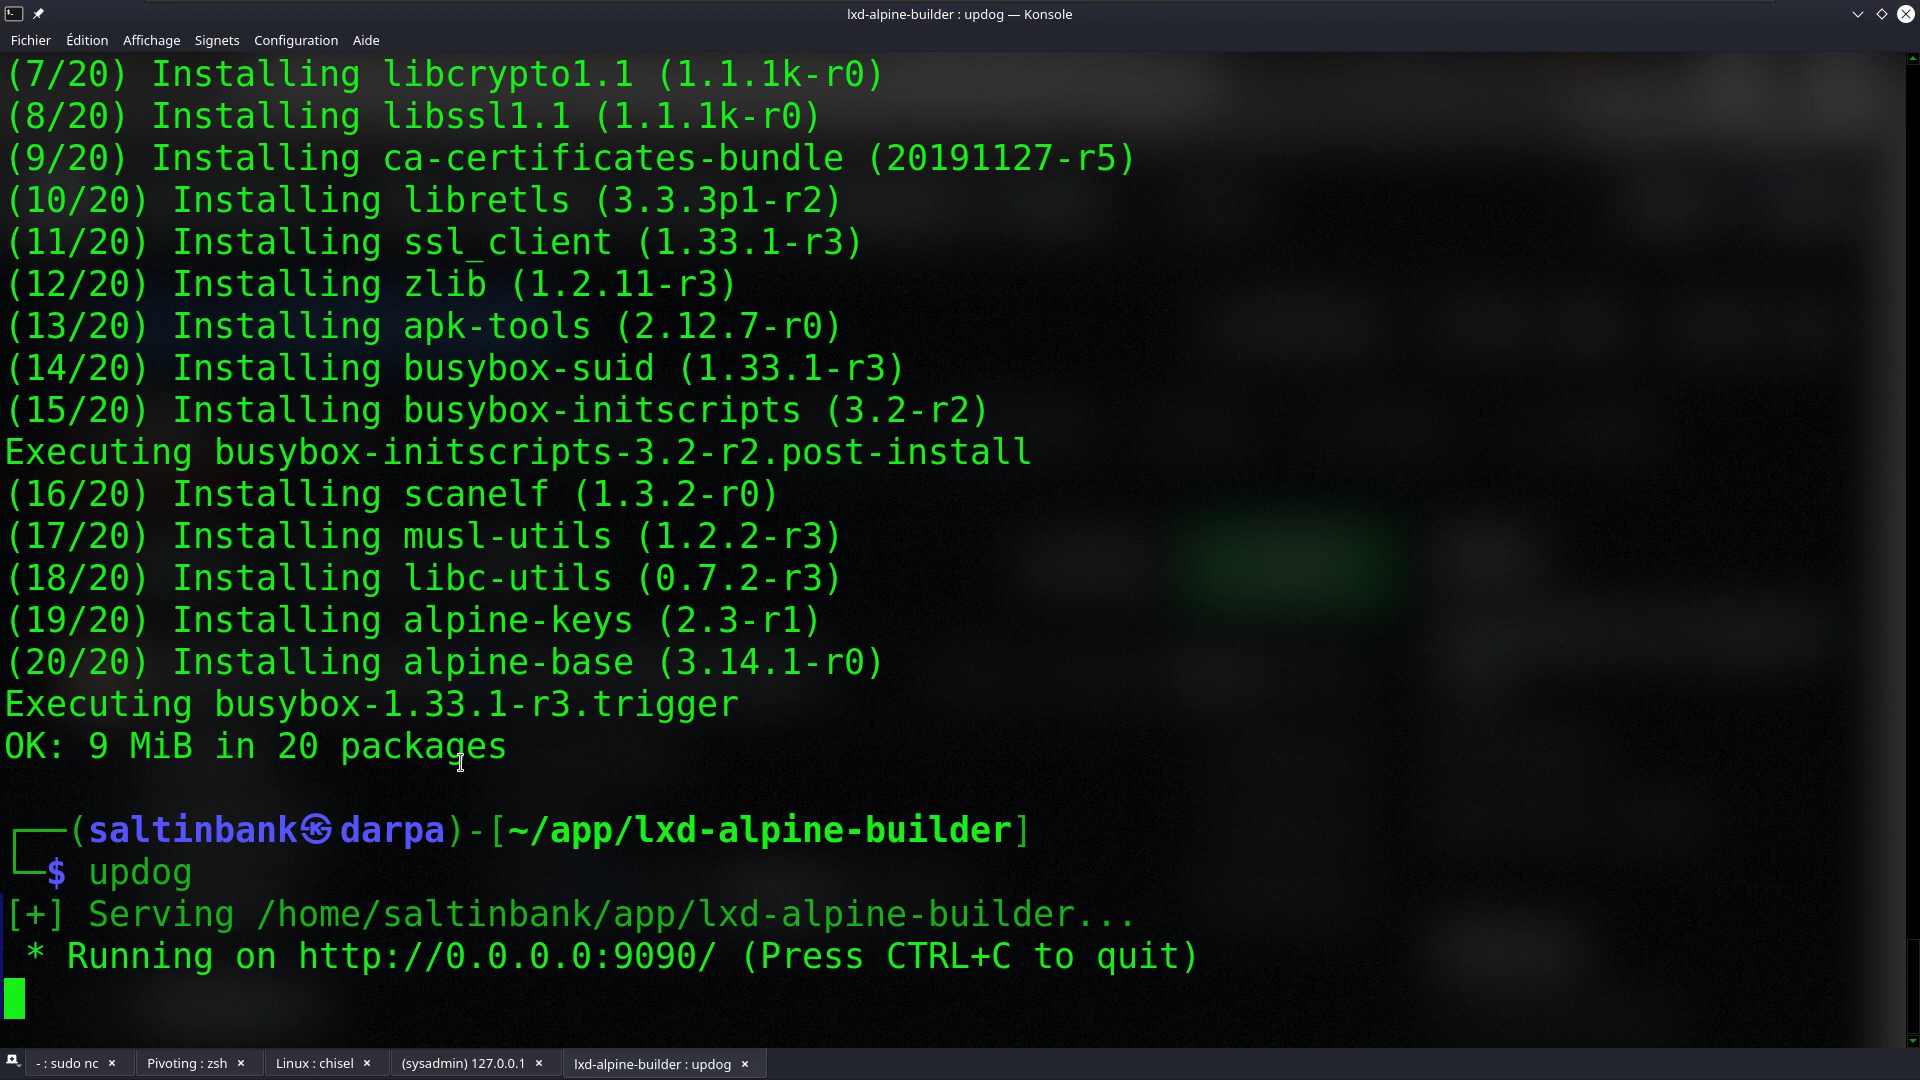 lxd-alpine-builder : updog — Konsole
Fichier Édition Affichage Signets Configuration Aide
(7/20) Installing libcrypto1.1 (1.1.1k-r0)
(8/20) Installing libssl1.1 (1.1.1k-r0)
(9/20) Installing ca-certificates-bundle (20191127-r5)
(10/20) Installing libretls (3.3.3p1-r2)
(11/20) Installing ssl_client (1.33.1-r3)
(12/20) Installing zlib (1.2.11-r3)
(13/20) Installing apk-tools (2.12.7-r0)
(14/20) Installing busybox-suid (1.33.1-r3)
(15/20) Installing busybox-initscripts (3.2-r2)
Executing busybox-initscripts-3.2-r2.post-install
(16/20) Installing scanelf (1.3.2-r0)
(17/20) Installing musl-utils (1.2.2-r3)
(18/20) Installing libc-utils (0.7.2-r3)
(19/20) Installing alpine-keys (2.3-r1)
(20/20) Installing alpine-base (3.14.1-r0)
Executing busybox-1.33.1-r3.trigger
OK: 9 MiB in 20 packages
┌──(saltinbank㉿darpa)-[~/app/lxd-alpine-builder]
└─$ updog
[+] Serving /home/saltinbank/app/lxd-alpine-builder...
* Running on http://0.0.0.0:9090/ (Press CTRL+C to quit)
- : sudo nc × Pivoting : zsh × Linux : chisel × (sysadmin) 127.0.0.1 × lxd-alpine-builder : updog ×